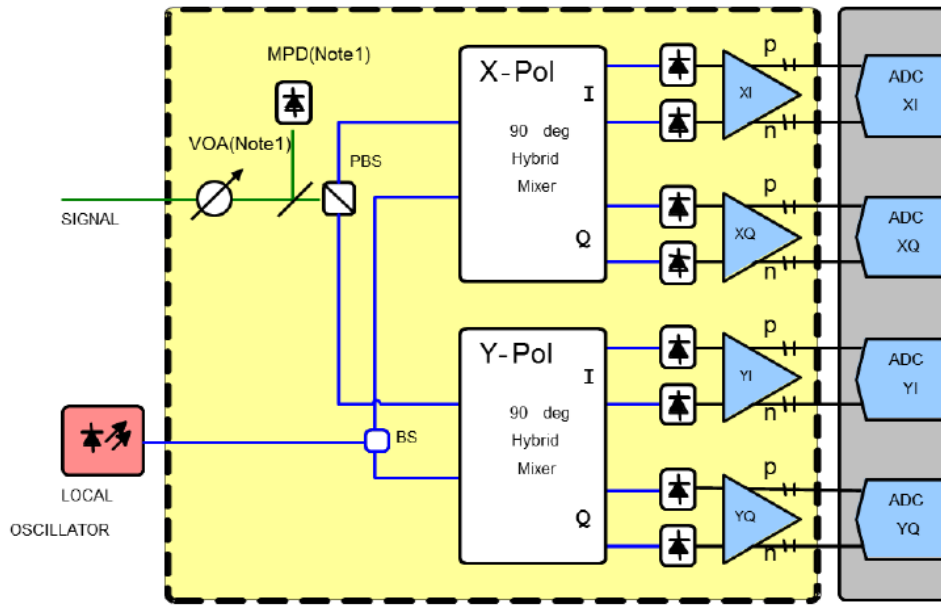 MPD(Note1)
VOA(Note1)
PBS
SIGNAL
BS
LOCAL
OSCILLATOR
X-Pol
I
90 deg
Hybrid
Mixer
Q
Y-Pol
I
90 deg
Hybrid
Mixer
Q
p
XI
n
p
XQ
n
p
YI
n
p
YQ
n
ADC
XI
ADC
XQ
ADC
YI
ADC
YQ